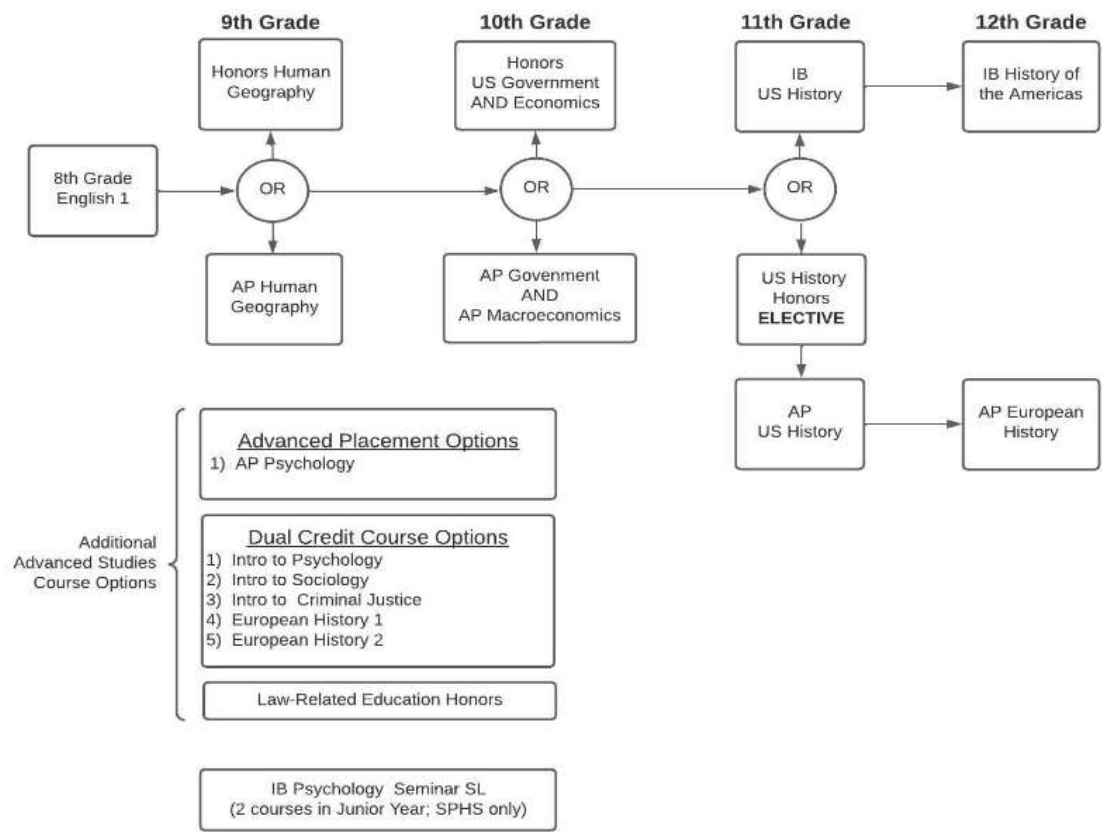 9th Grade
10th Grade
11th Grade
12th Grade
Honors Human
Geography
Honors
US Government
AND Economics
IB
US History
IB History of
the Americas
8th Grade
English 1
OR
OR
OR
AP Human
Geography
AP Govenment
AND
AP Macroeconomics
US History
Honors
ELECTIVE
AP
US History
AP European
History
Additional
Advanced Studies
Course Options
Advanced Placement Options
1) AP Psychology
Dual Credit Course Options
1) Intro to Psychology
2) Intro to Sociology
3) Intro to Criminal Justice
4) European History 1
5) European History 2
Law-Related Education Honors
IB Psychology Seminar SL
(2 courses in Junior Year; SPHS only)